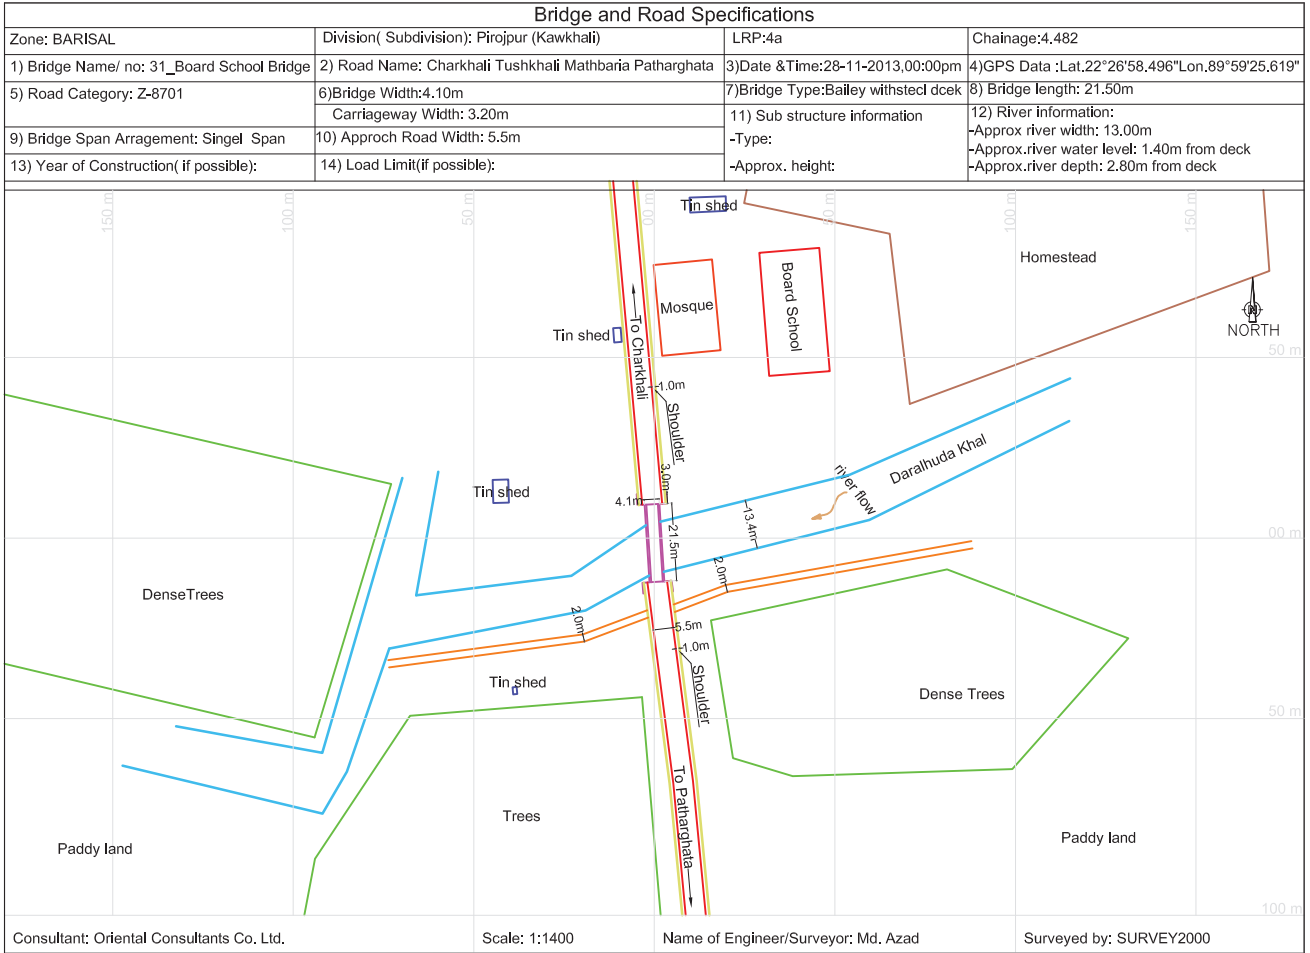 Bridge and Road Specifications
Zone: BARISAL
Division( Subdivision): Pirojpur (Kawkhali)
LRP:4a
Chainage:4.482
1) Bridge Name/ no: 31_Board School Bridge
2) Road Name: Charkhali Tushkhali Mathbaria Patharghata
3)Date &Time:28-11-2013,00:00pm
4)GPS Data :Lat.22°26'58.496"Lon.89°59'25.619"
5) Road Category: Z-8701
6)Bridge Width:4.10m
Carriageway Width: 3.20m
7)Bridge Type:Bailey withstecl dcek
8) Bridge length: 21.50m
9) Bridge Span Arragement: Singel Span
10) Approch Road Width: 5.5m
11) Sub structure information
-Type:
-Approx. height:
12) River information:
-Approx river width: 13.00m
-Approx.river water level: 1.40m from deck
-Approx.river depth: 2.80m from deck
13) Year of Construction( if possible):
14) Load Limit(if possible):
150 m
100 m
50 m
00 m
50 m
100 m
150 m
Tin shed
Homestead
Board School
Mosque
NORTH
Tin shed
To Charkhali
50 m
1.0m
Shoulder
Daralhuda Khal
river flow
3.0m
Tin shed
4.1m
13.4m
21.5m
00 m
2.0m
DenseTrees
2.0m
5.5m
1.0m
Shoulder
Tin shed
Dense Trees
50 m
To Patharghata
Trees
Paddy land
Paddy land
100 m
Consultant: Oriental Consultants Co. Ltd.
Scale: 1:1400
Name of Engineer/Surveyor: Md. Azad
Surveyed by: SURVEY2000